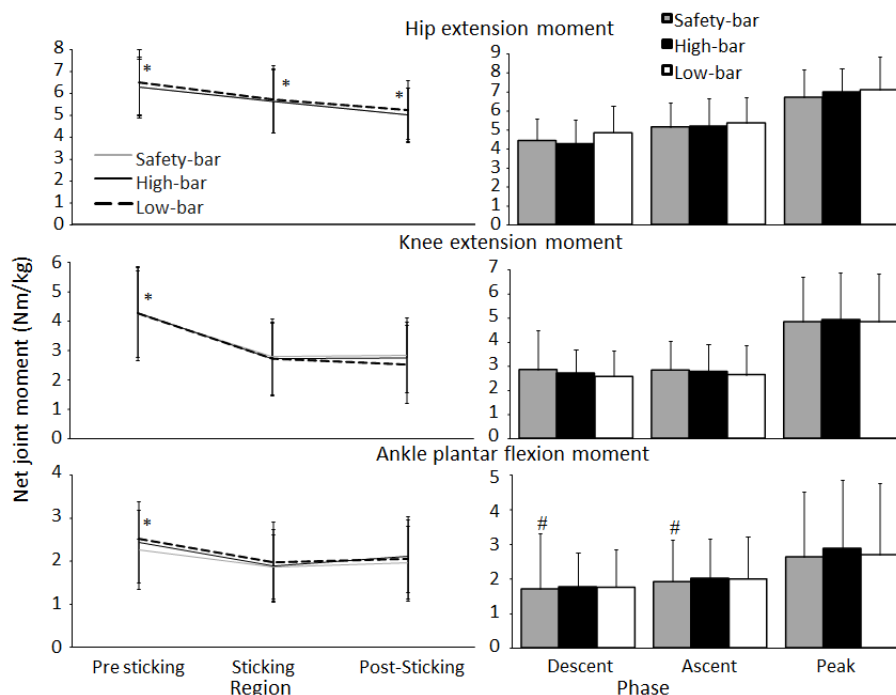 Hip extension moment
Safety-bar
High-bar
Low-bar
8
7
6
5
4
3
2
1
0
*
*
*
Safety-bar
High-bar
Low-bar
9
8
7
6
5
4
3
2
1
0
Knee extension moment
Net joint moment (Nm/kg)
6
5
4
3
2
1
0
*
7
6
5
4
3
2
1
0
Ankle plantar flexion moment
4
3
2
1
0
*
5
4
3
2
1
0
#
#
Pre sticking
Sticking
Post-Sticking
Region
Descent
Ascent
Peak
Phase